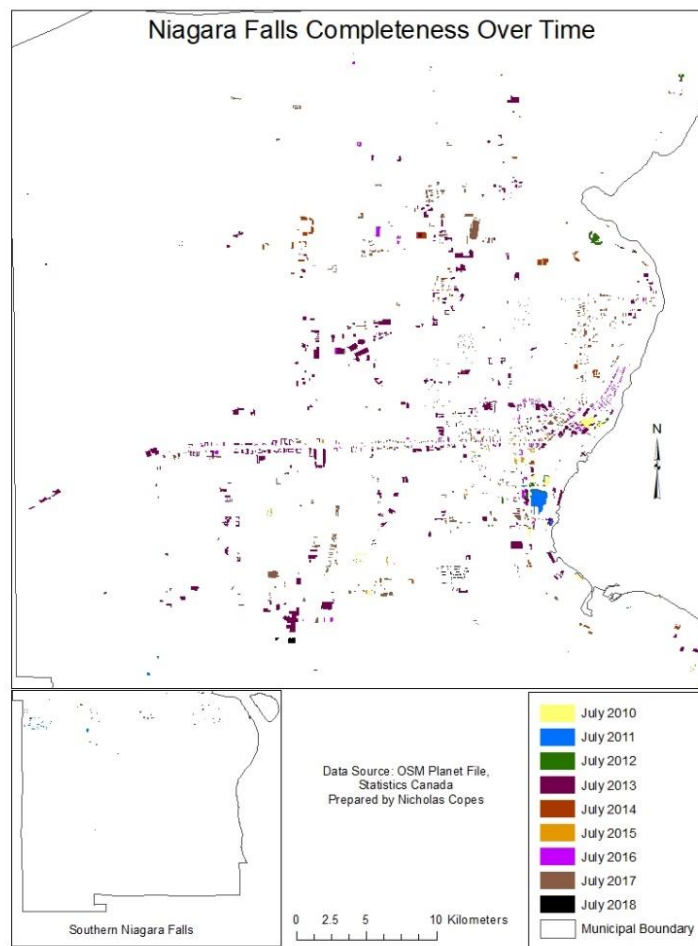 Niagara Falls Completeness Over Time
N
Southern Niagara Falls
Data Source: OSM Planet File,
Statistics Canada
Prepared by Nicholas Copes
0 2.5 5 10 Kilometers
July 2010
July 2011
July 2012
July 2013
July 2014
July 2015
July 2016
July 2017
July 2018
Municipal Boundary